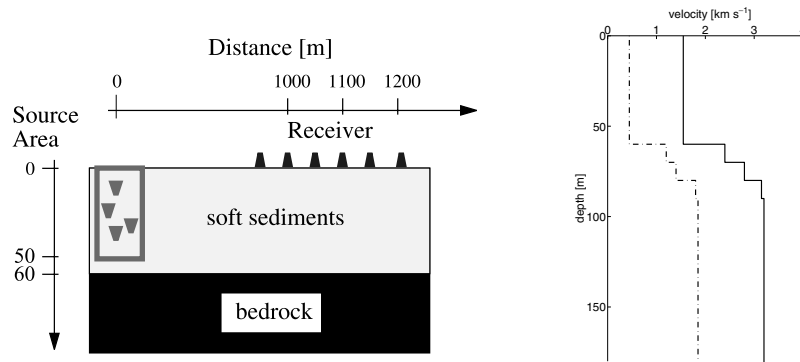 Distance [m]
0
1000 1100 1200
Source
Area
Receiver
0
soft sediments
50
60
bedrock
velocity [km s⁻¹]
0 1 2 3
0
50
100
150
depth [m]